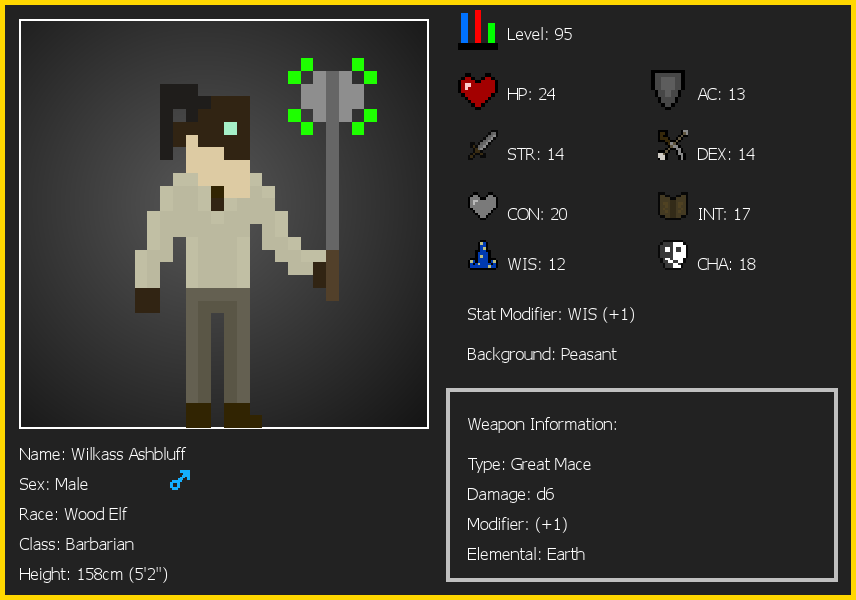 Level: 95
HP: 24
AC: 13
STR: 14
DEX: 14
CON: 20
INT: 17
WIS: 12
CHA: 18
Stat Modifier: WIS (+1)
Background: Peasant
Weapon Information:
Type: Great Mace
Damage: d6
Modifier: (+1)
Elemental: Earth
Name: Wilkass Ashbluff
Sex: Male
Race: Wood Elf
Class: Barbarian
Height: 158cm (5'2")